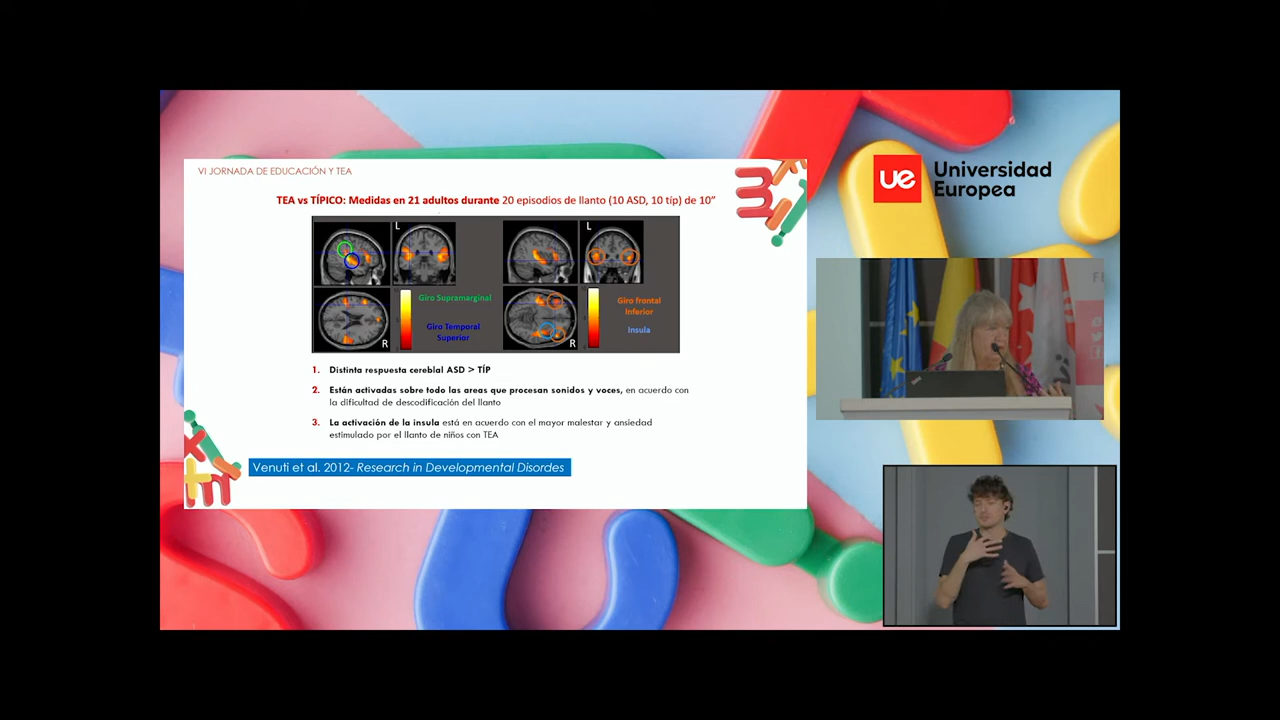 VI JORNADA DE EDUCACIÓN Y TEA
TEA vs TÍPICO: Medidas en 21 adultos durante 20 episodios de llanto (10 ASD, 10 típ) de 10”
L
L
Giro Supramarginal
Giro Temporal
Superior
R
Giro frontal
Inferior
Insula
R
1. Distinta respuesta cereblal ASD > TÍP
2. Están activadas sobre todo las areas que procesan sonidos y voces, en acuerdo con
la dificultad de descodificación del llanto
3. La activación de la insula está en acuerdo con el mayor malestar y ansiedad
estimulado por el llanto de niños con TEA
Venuti et al. 2012- Research in Developmental Disordes
ue Universidad
Europea